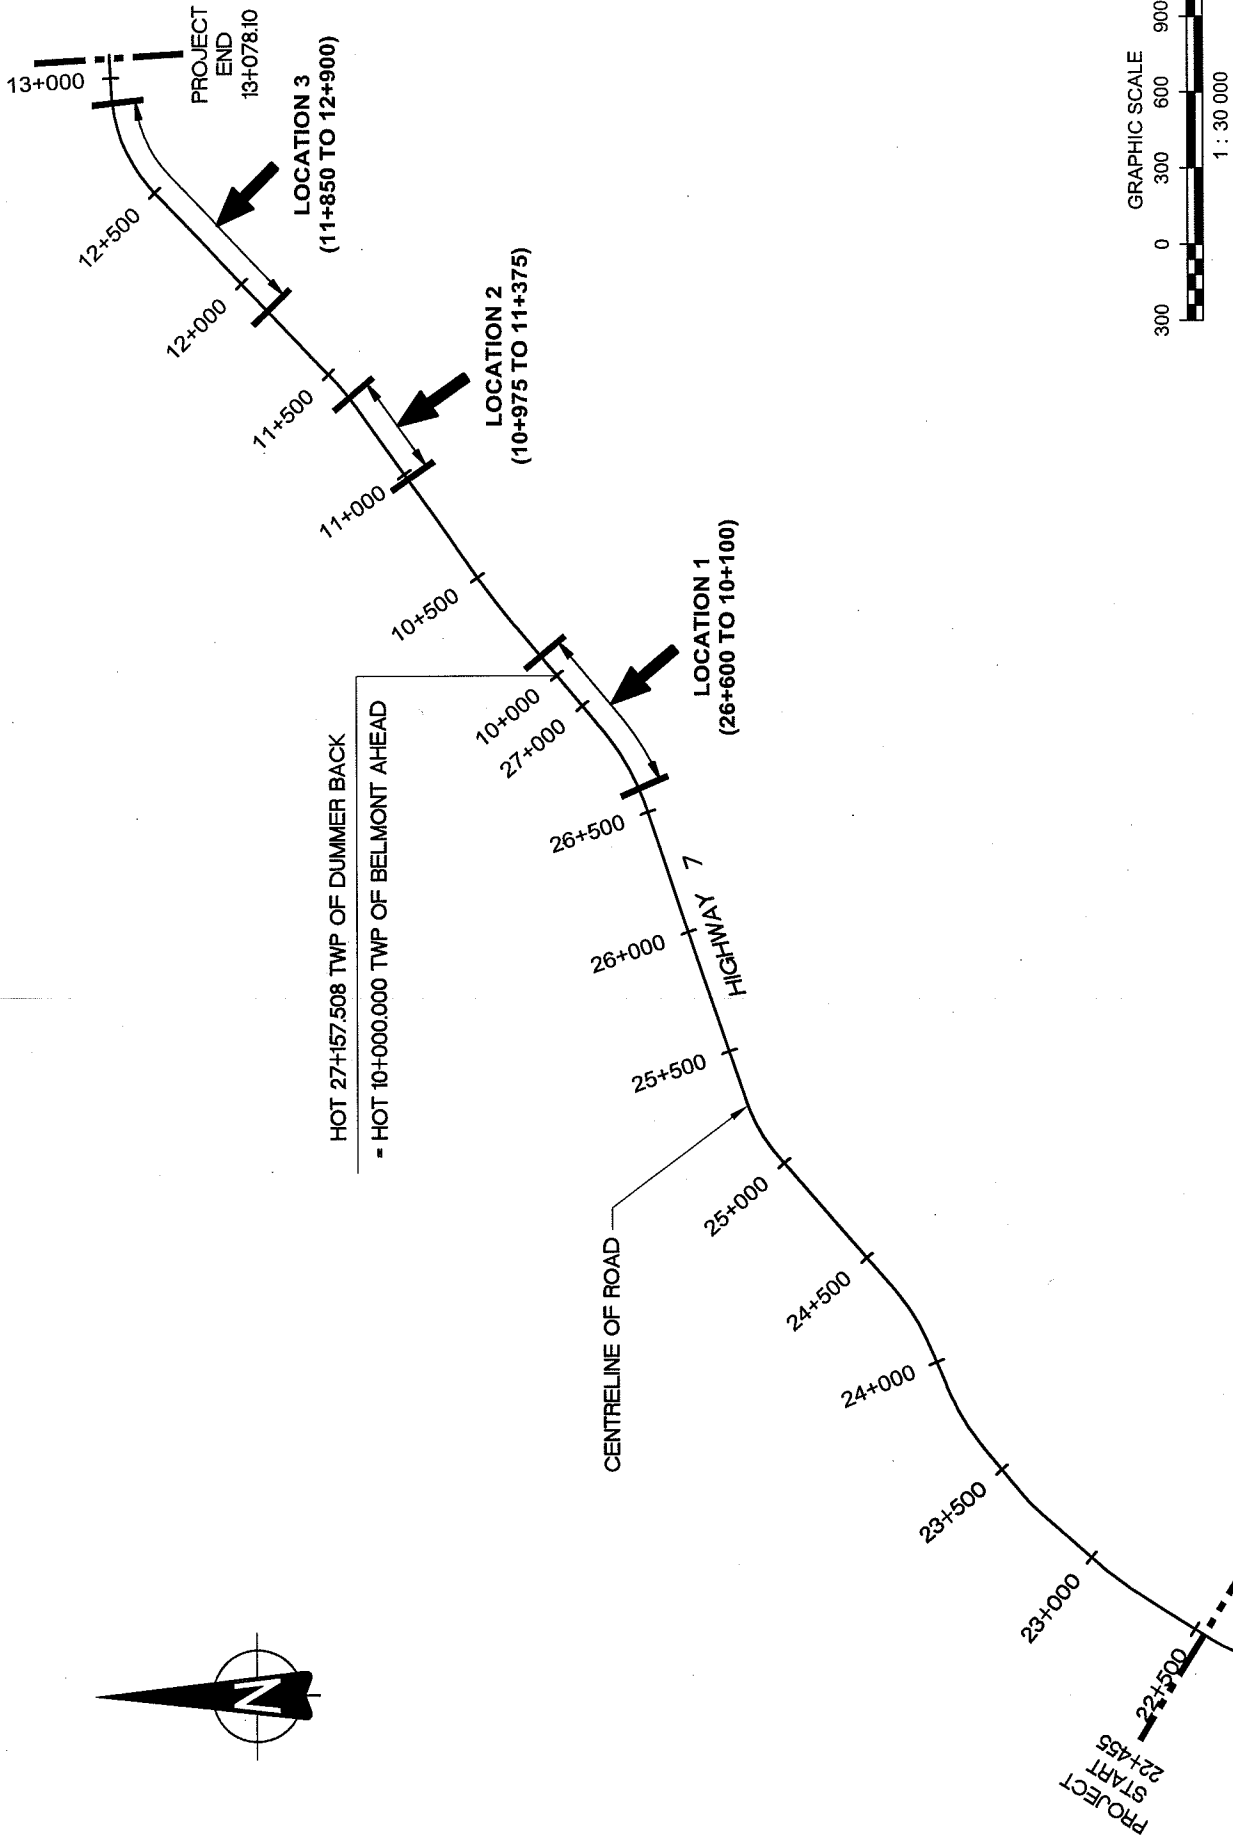 13+000
PROJECT
END
13+078.10
LOCATION 3
(11+850 TO 12+900)
12+500
12+000
LOCATION 2
(10+975 TO 11+375)
11+500
11+000
10+500
LOCATION 1
(26+600 TO 10+100)
10+000
27+000
HOT 27+157.508 TWP OF DUMMER BACK
= HOT 10+000.000 TWP OF BELMONT AHEAD
26+500
HIGHWAY 7
26+000
25+500
CENTRELINE OF ROAD
25+000
24+500
24+000
23+500
23+000
22+500
PROJECT
START
22+455
N
GRAPHIC SCALE
300 0 300 600 900
1 : 30 000